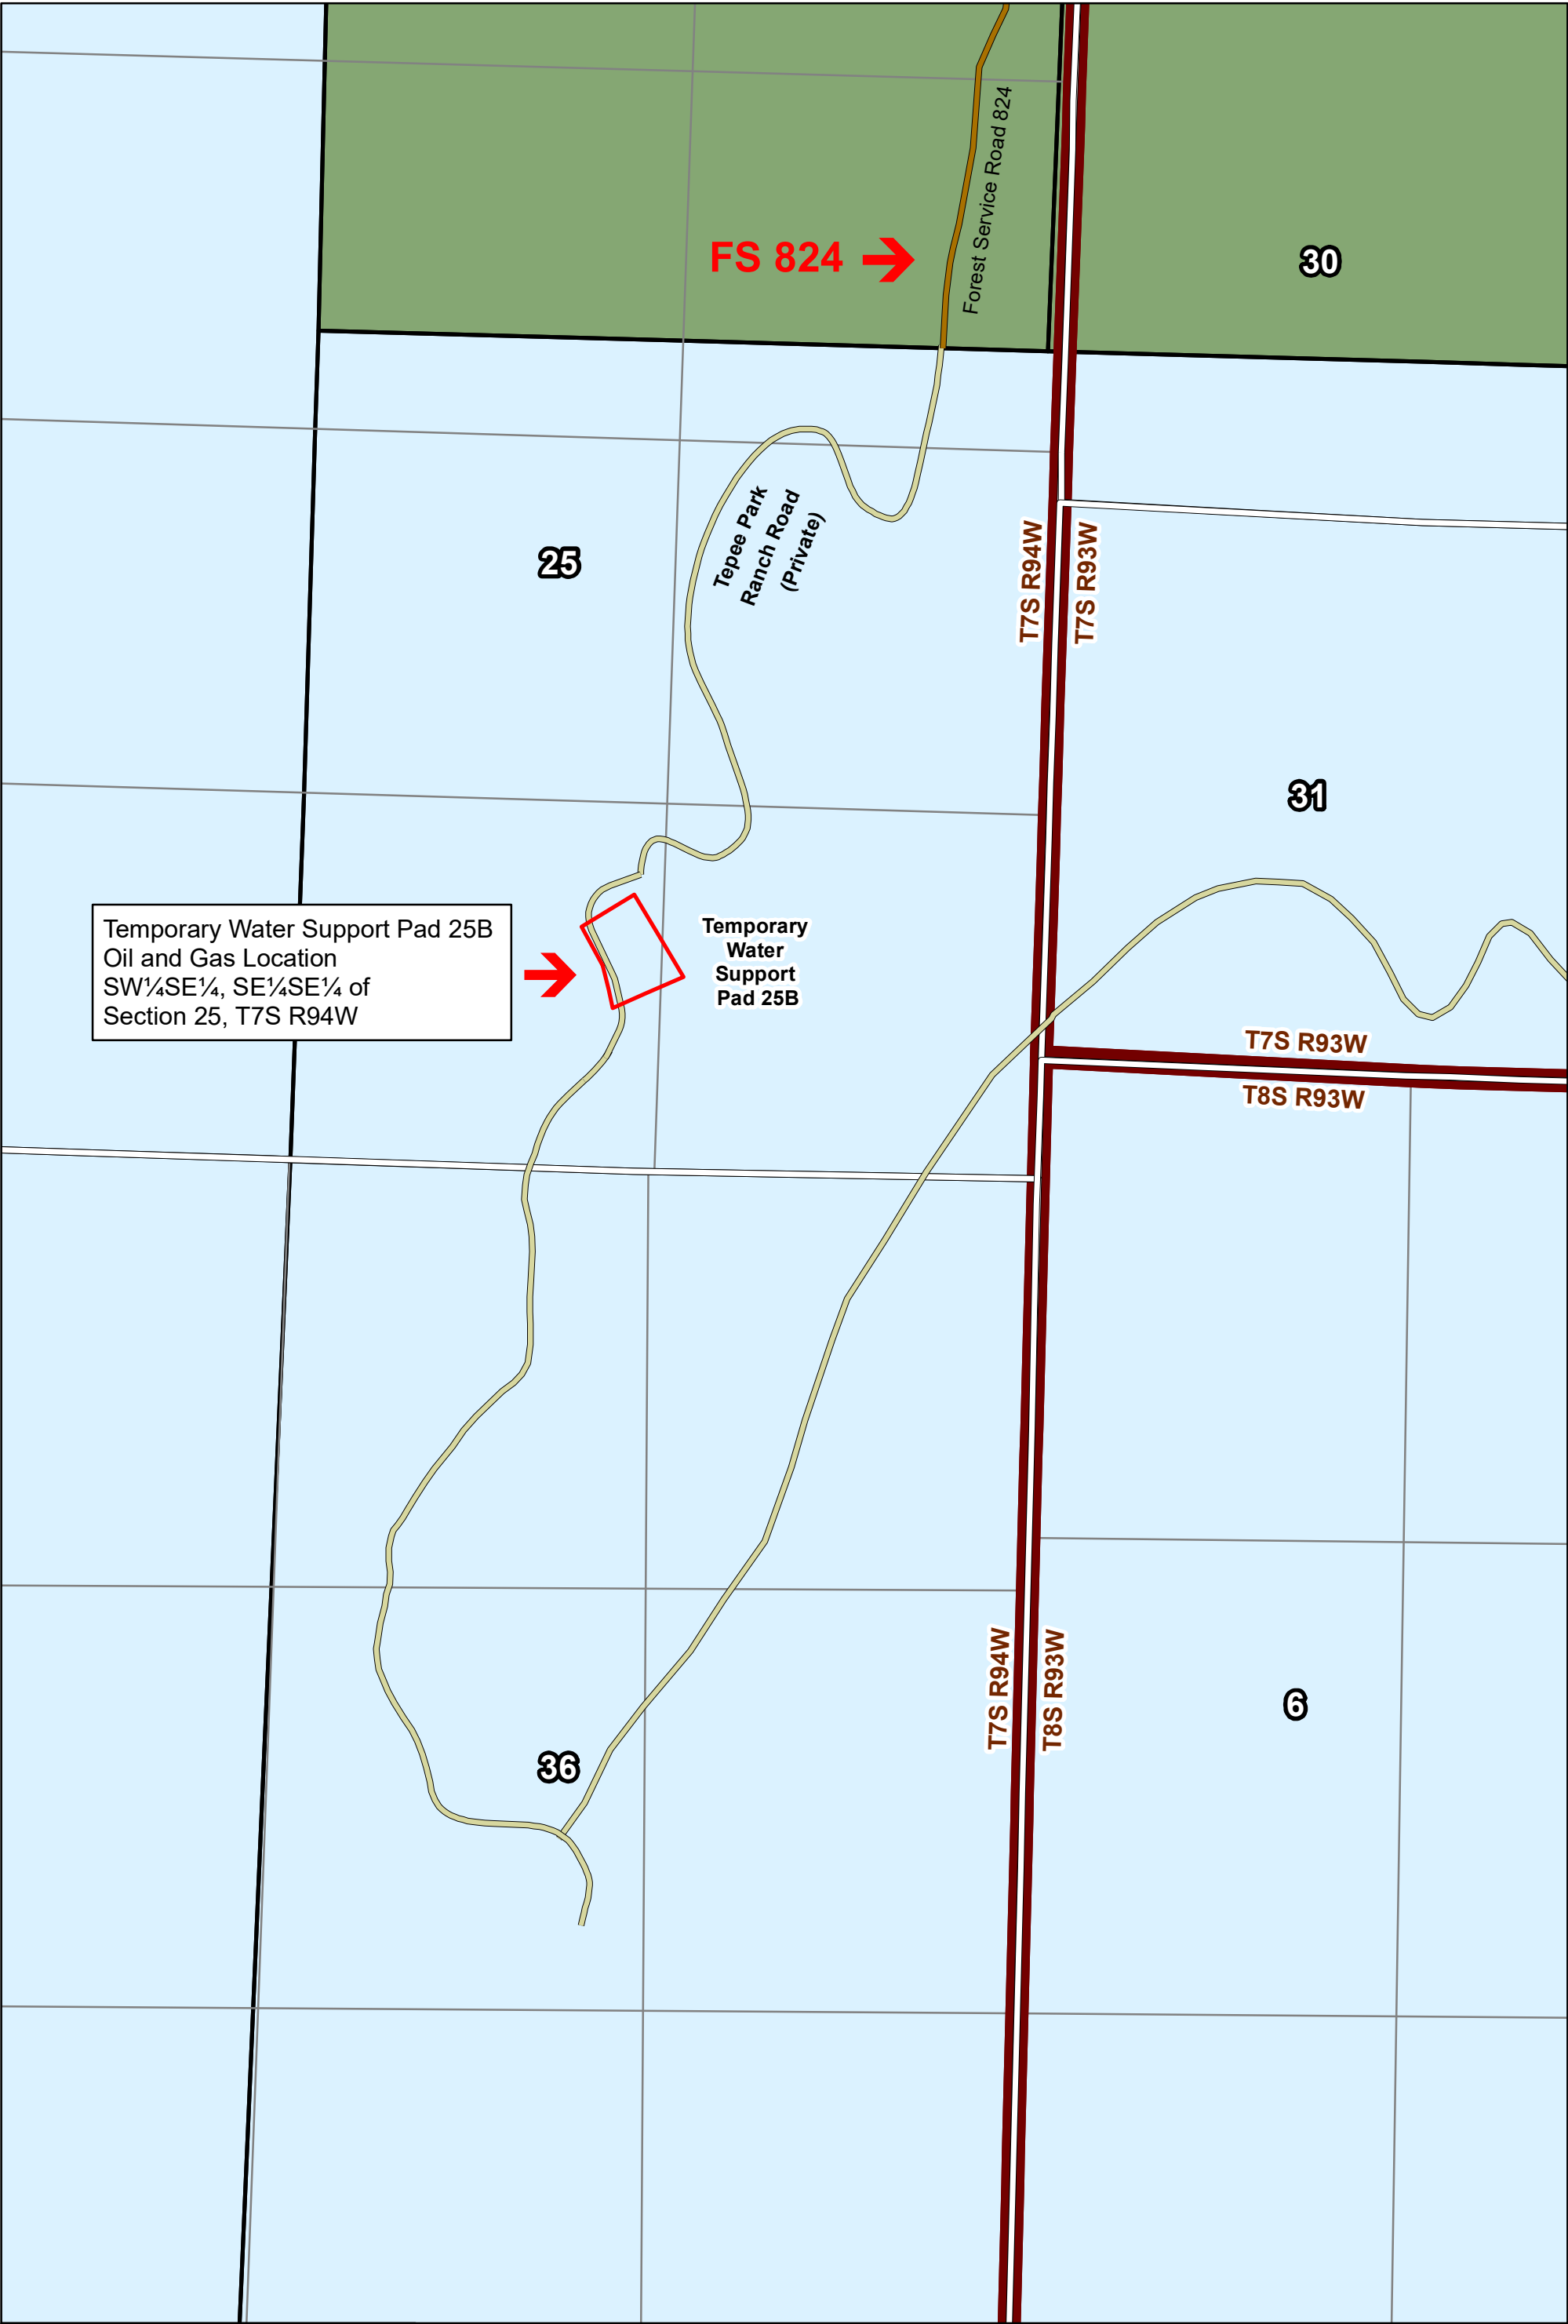 Forest Service Road 824
FS 824
30
Tepee Park
Ranch Road
(Private)
25
T7S R94W
T7S R93W
31
Temporary Water Support Pad 25B
Oil and Gas Location
SW¼SE¼, SE¼SE¼ of
Section 25, T7S R94W
Temporary
Water
Support
Pad 25B
T7S R93W
T8S R93W
T7S R94W
T8S R93W
6
36